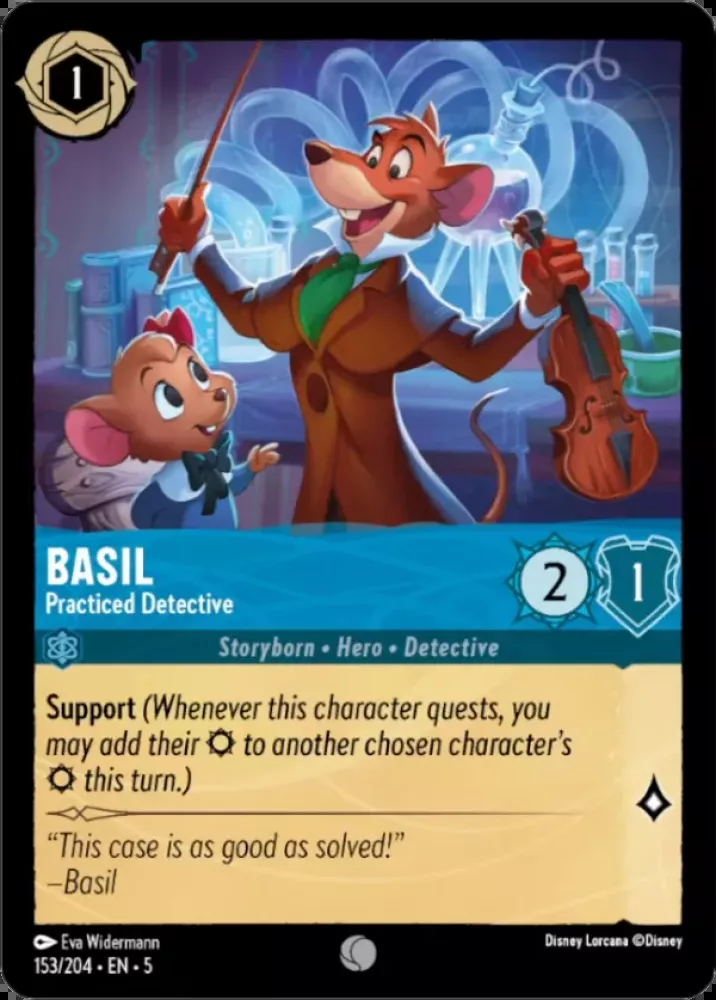 1
BASIL
Practiced Detective
2
1
Storyborn • Hero • Detective
Support (Whenever this character quests, you
may add their to another chosen character's
this turn.)
“This case is as good as solved!”
–Basil
Eva Widermann
Disney Lorcana ©Disney
153/204 • EN • 5